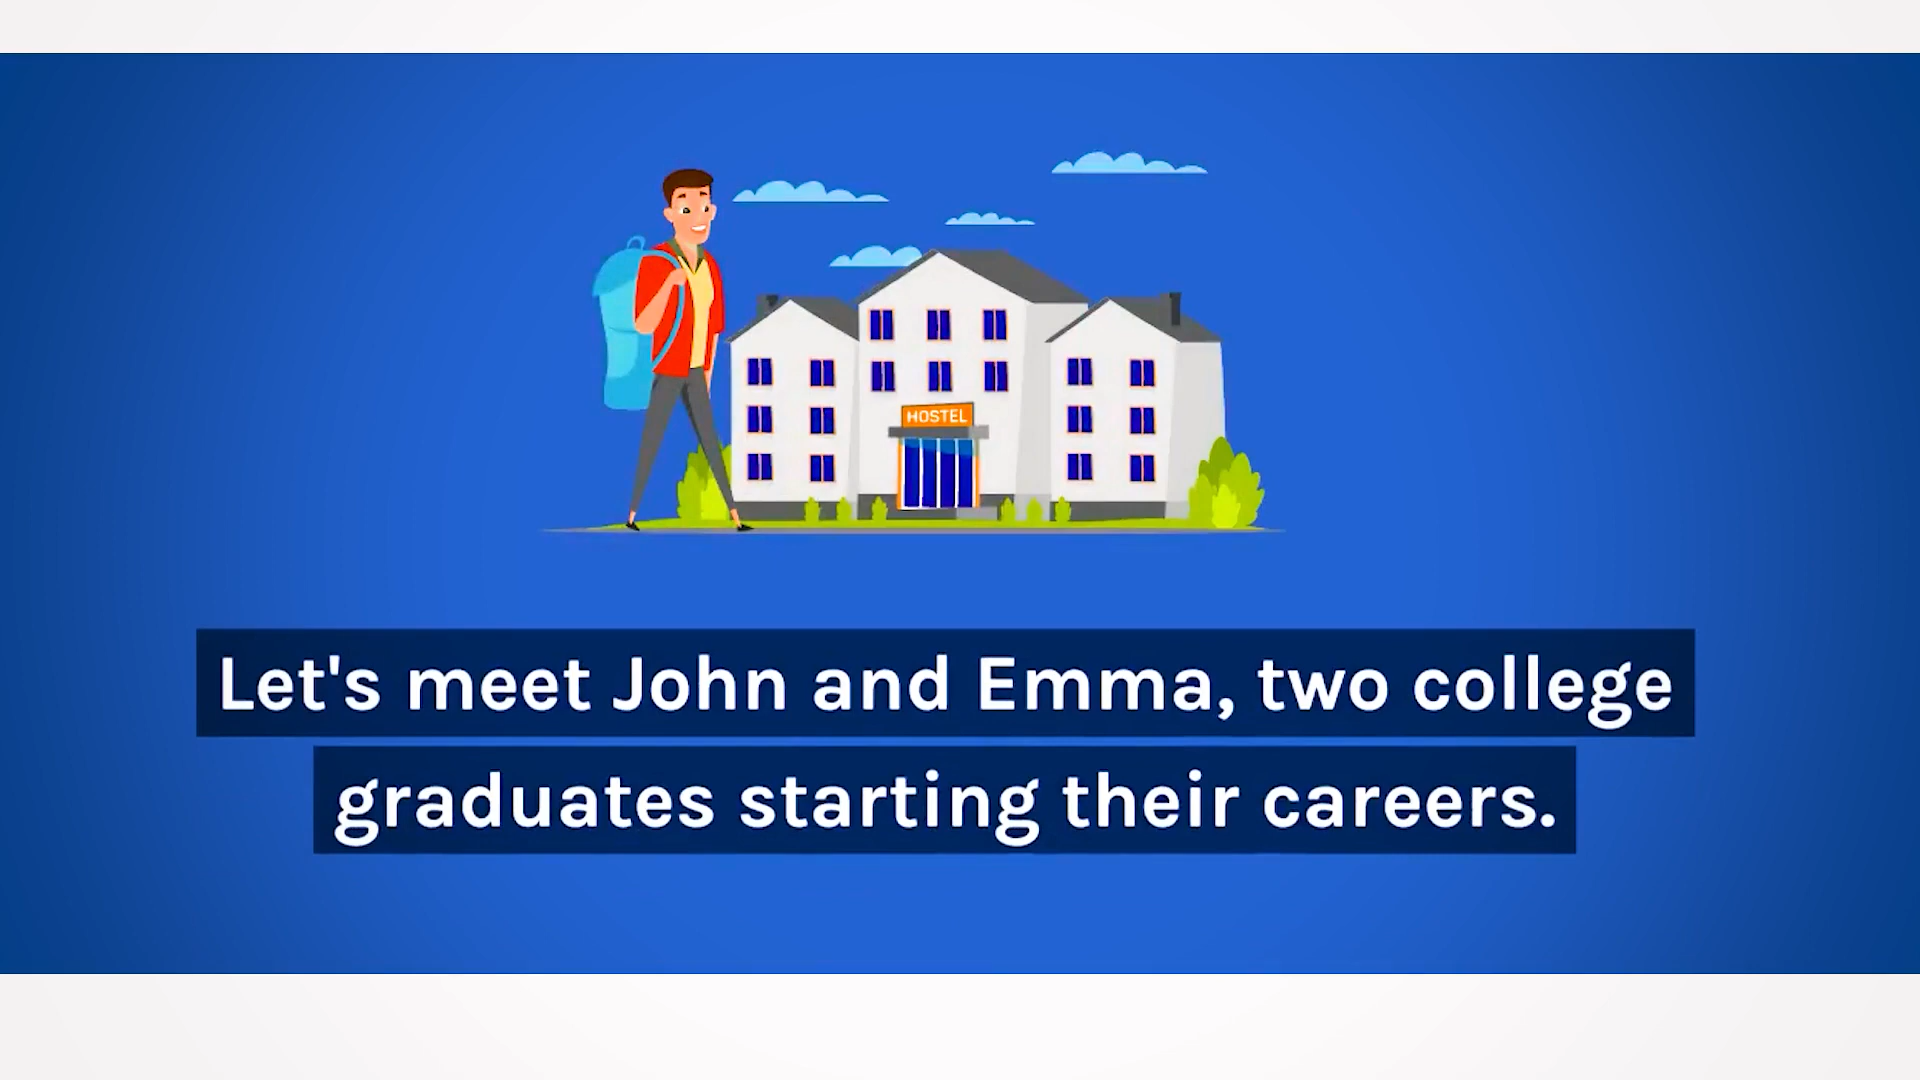 HOSTEL
Let's meet John and Emma, two college
graduates starting their careers.